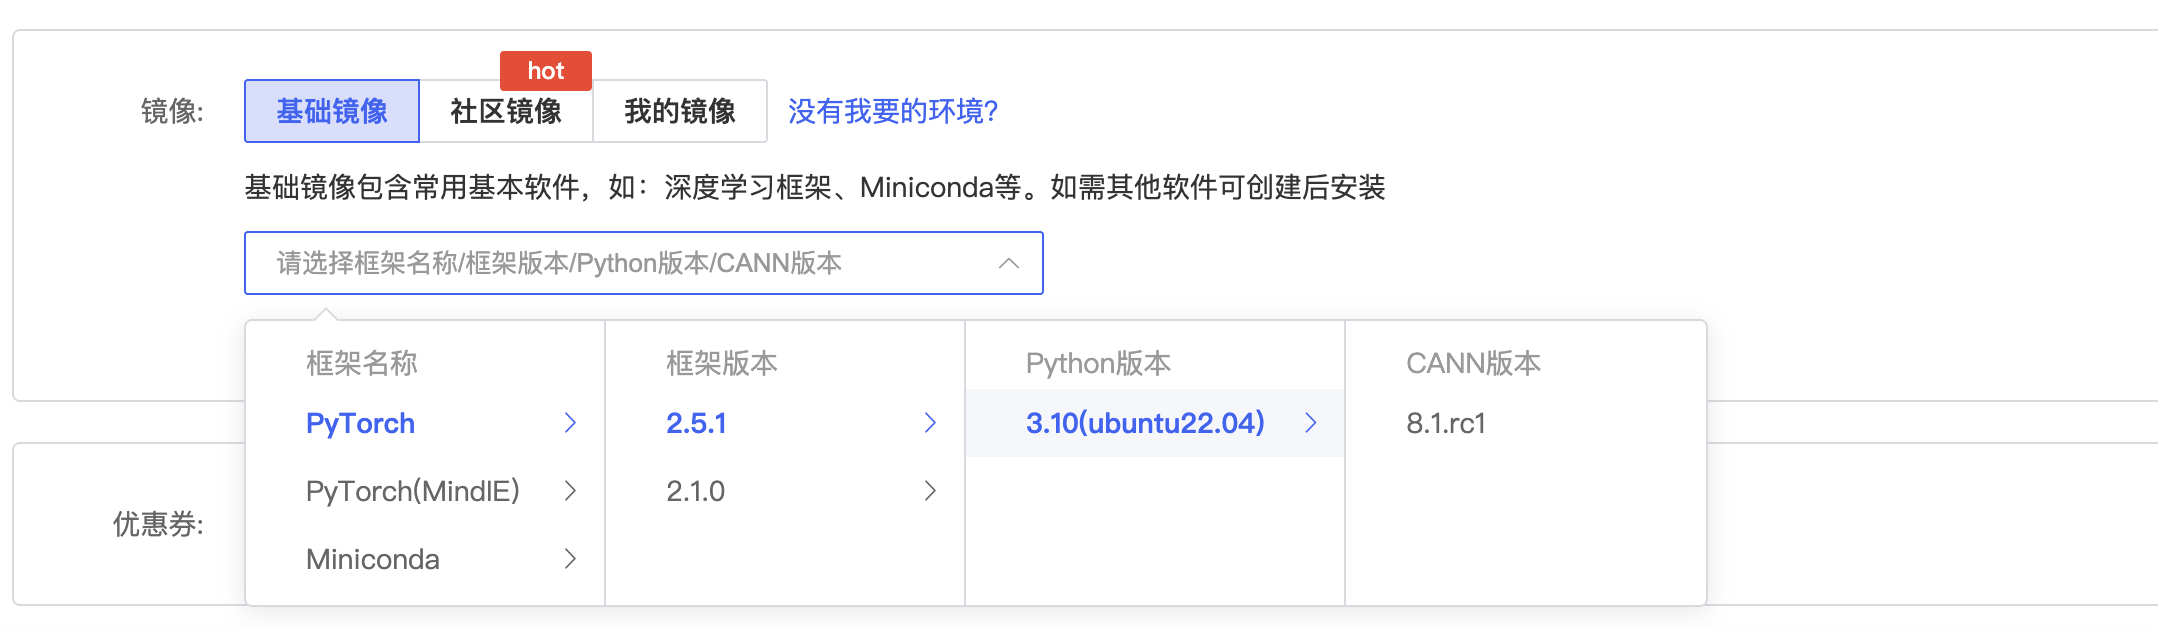 hot
镜像:
基础镜像
社区镜像
我的镜像
没有我要的环境?
基础镜像包含常用基本软件，如：深度学习框架、Miniconda等。如需其他软件可创建后安装
请选择框架名称/框架版本/Python版本/CANN版本
框架名称
PyTorch
PyTorch(MindIE)
Miniconda
框架版本
2.5.1
2.1.0
Python版本
3.10(ubuntu22.04)
CANN版本
8.1.rc1
优惠券: